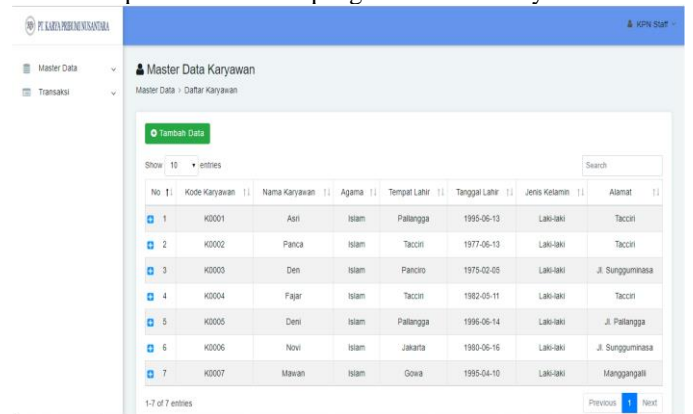 PT. KARYA PRIBUMI NUSANTARA
KPN Staff
Master Data
Transaksi
Master Data Karyawan
Master Data > Daftar Karyawan
Tambah Data
Show 10 entries
Search
No Kode Karyawan Nama Karyawan Agama Tempat Lahir Tanggal Lahir Jenis Kelamin Alamat
1 K0001 Asri Islam Pallangga 1995-06-13 Laki-laki Tacciri
2 K0002 Panca Islam Tacciri 1977-06-13 Laki-laki Tacciri
3 K0003 Den Islam Panciro 1975-02-05 Laki-laki Jl. Sungguminasa
4 K0004 Fajar Islam Tacciri 1982-05-11 Laki-laki Tacciri
5 K0005 Deni Islam Pallangga 1996-06-14 Laki-laki Jl. Pallangga
6 K0006 Novi Islam Jakarta 1980-06-16 Laki-laki Jl. Sungguminasa
7 K0007 Mawan Islam Gowa 1995-04-10 Laki-laki Manggangalli
1-7 of 7 entries
Previous 1 Next